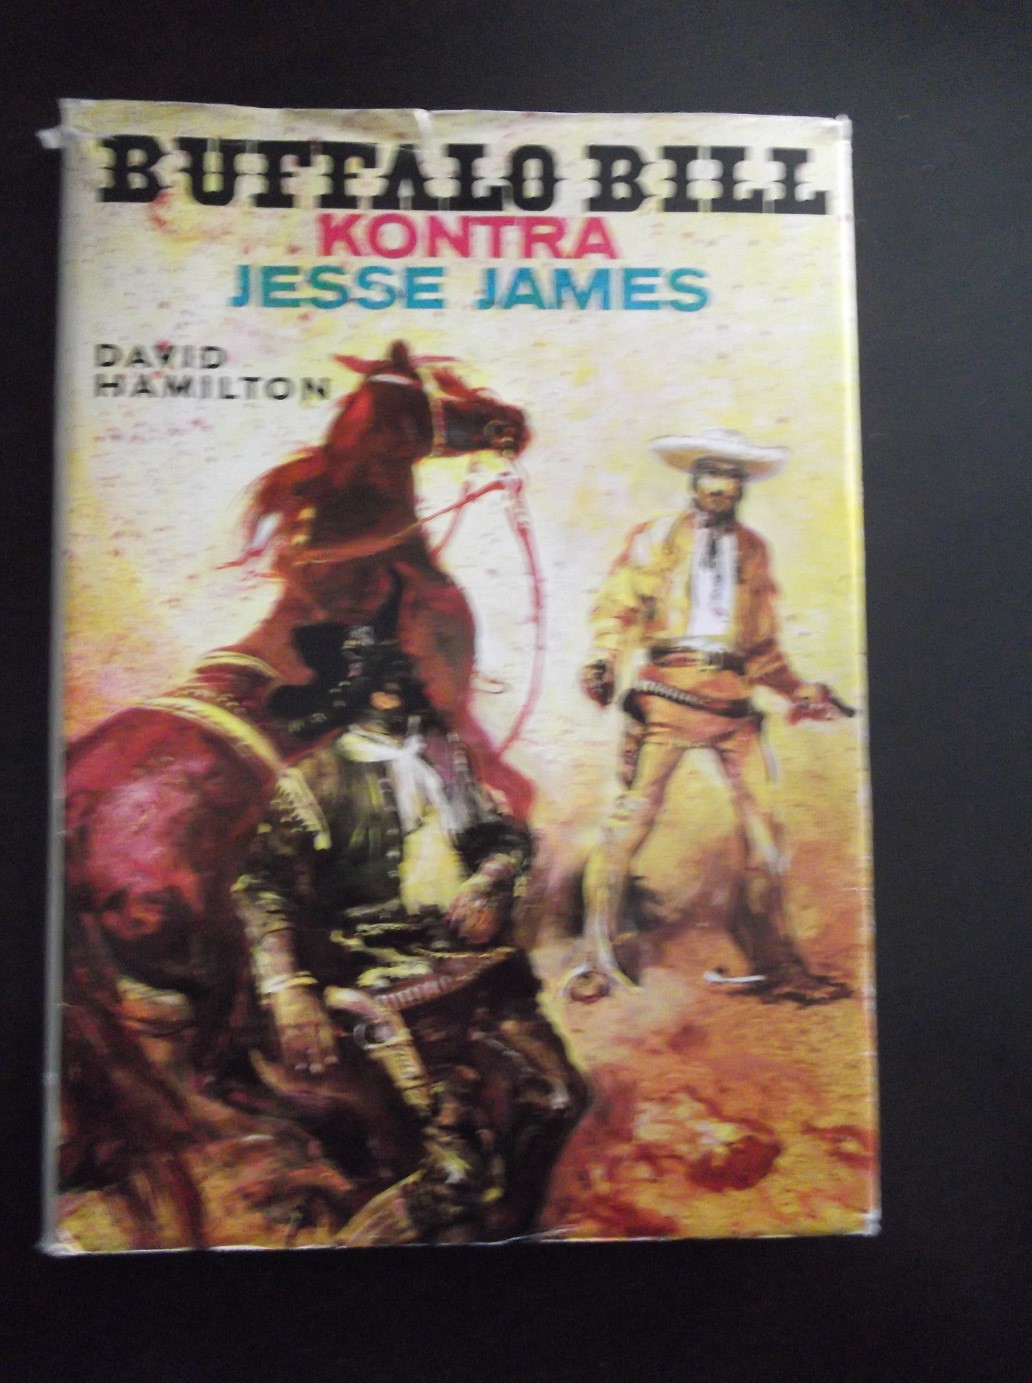 BUFFALO BILL
KONTRA
JESSE JAMES
DAVID
HAMILTON